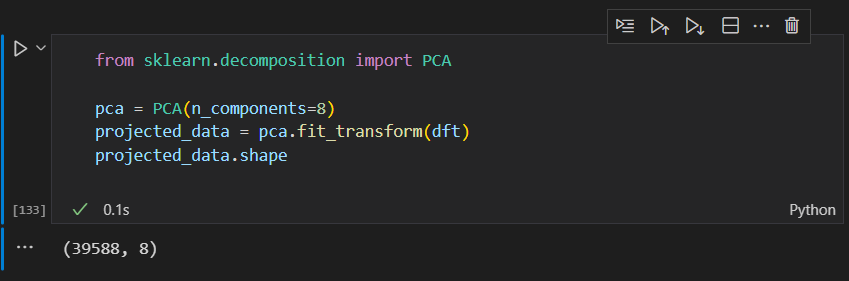 from sklearn.decomposition import PCA
pca = PCA(n_components=8)
projected_data = pca.fit_transform(dft)
projected_data.shape
[133]
0.1s
Python
(39588, 8)